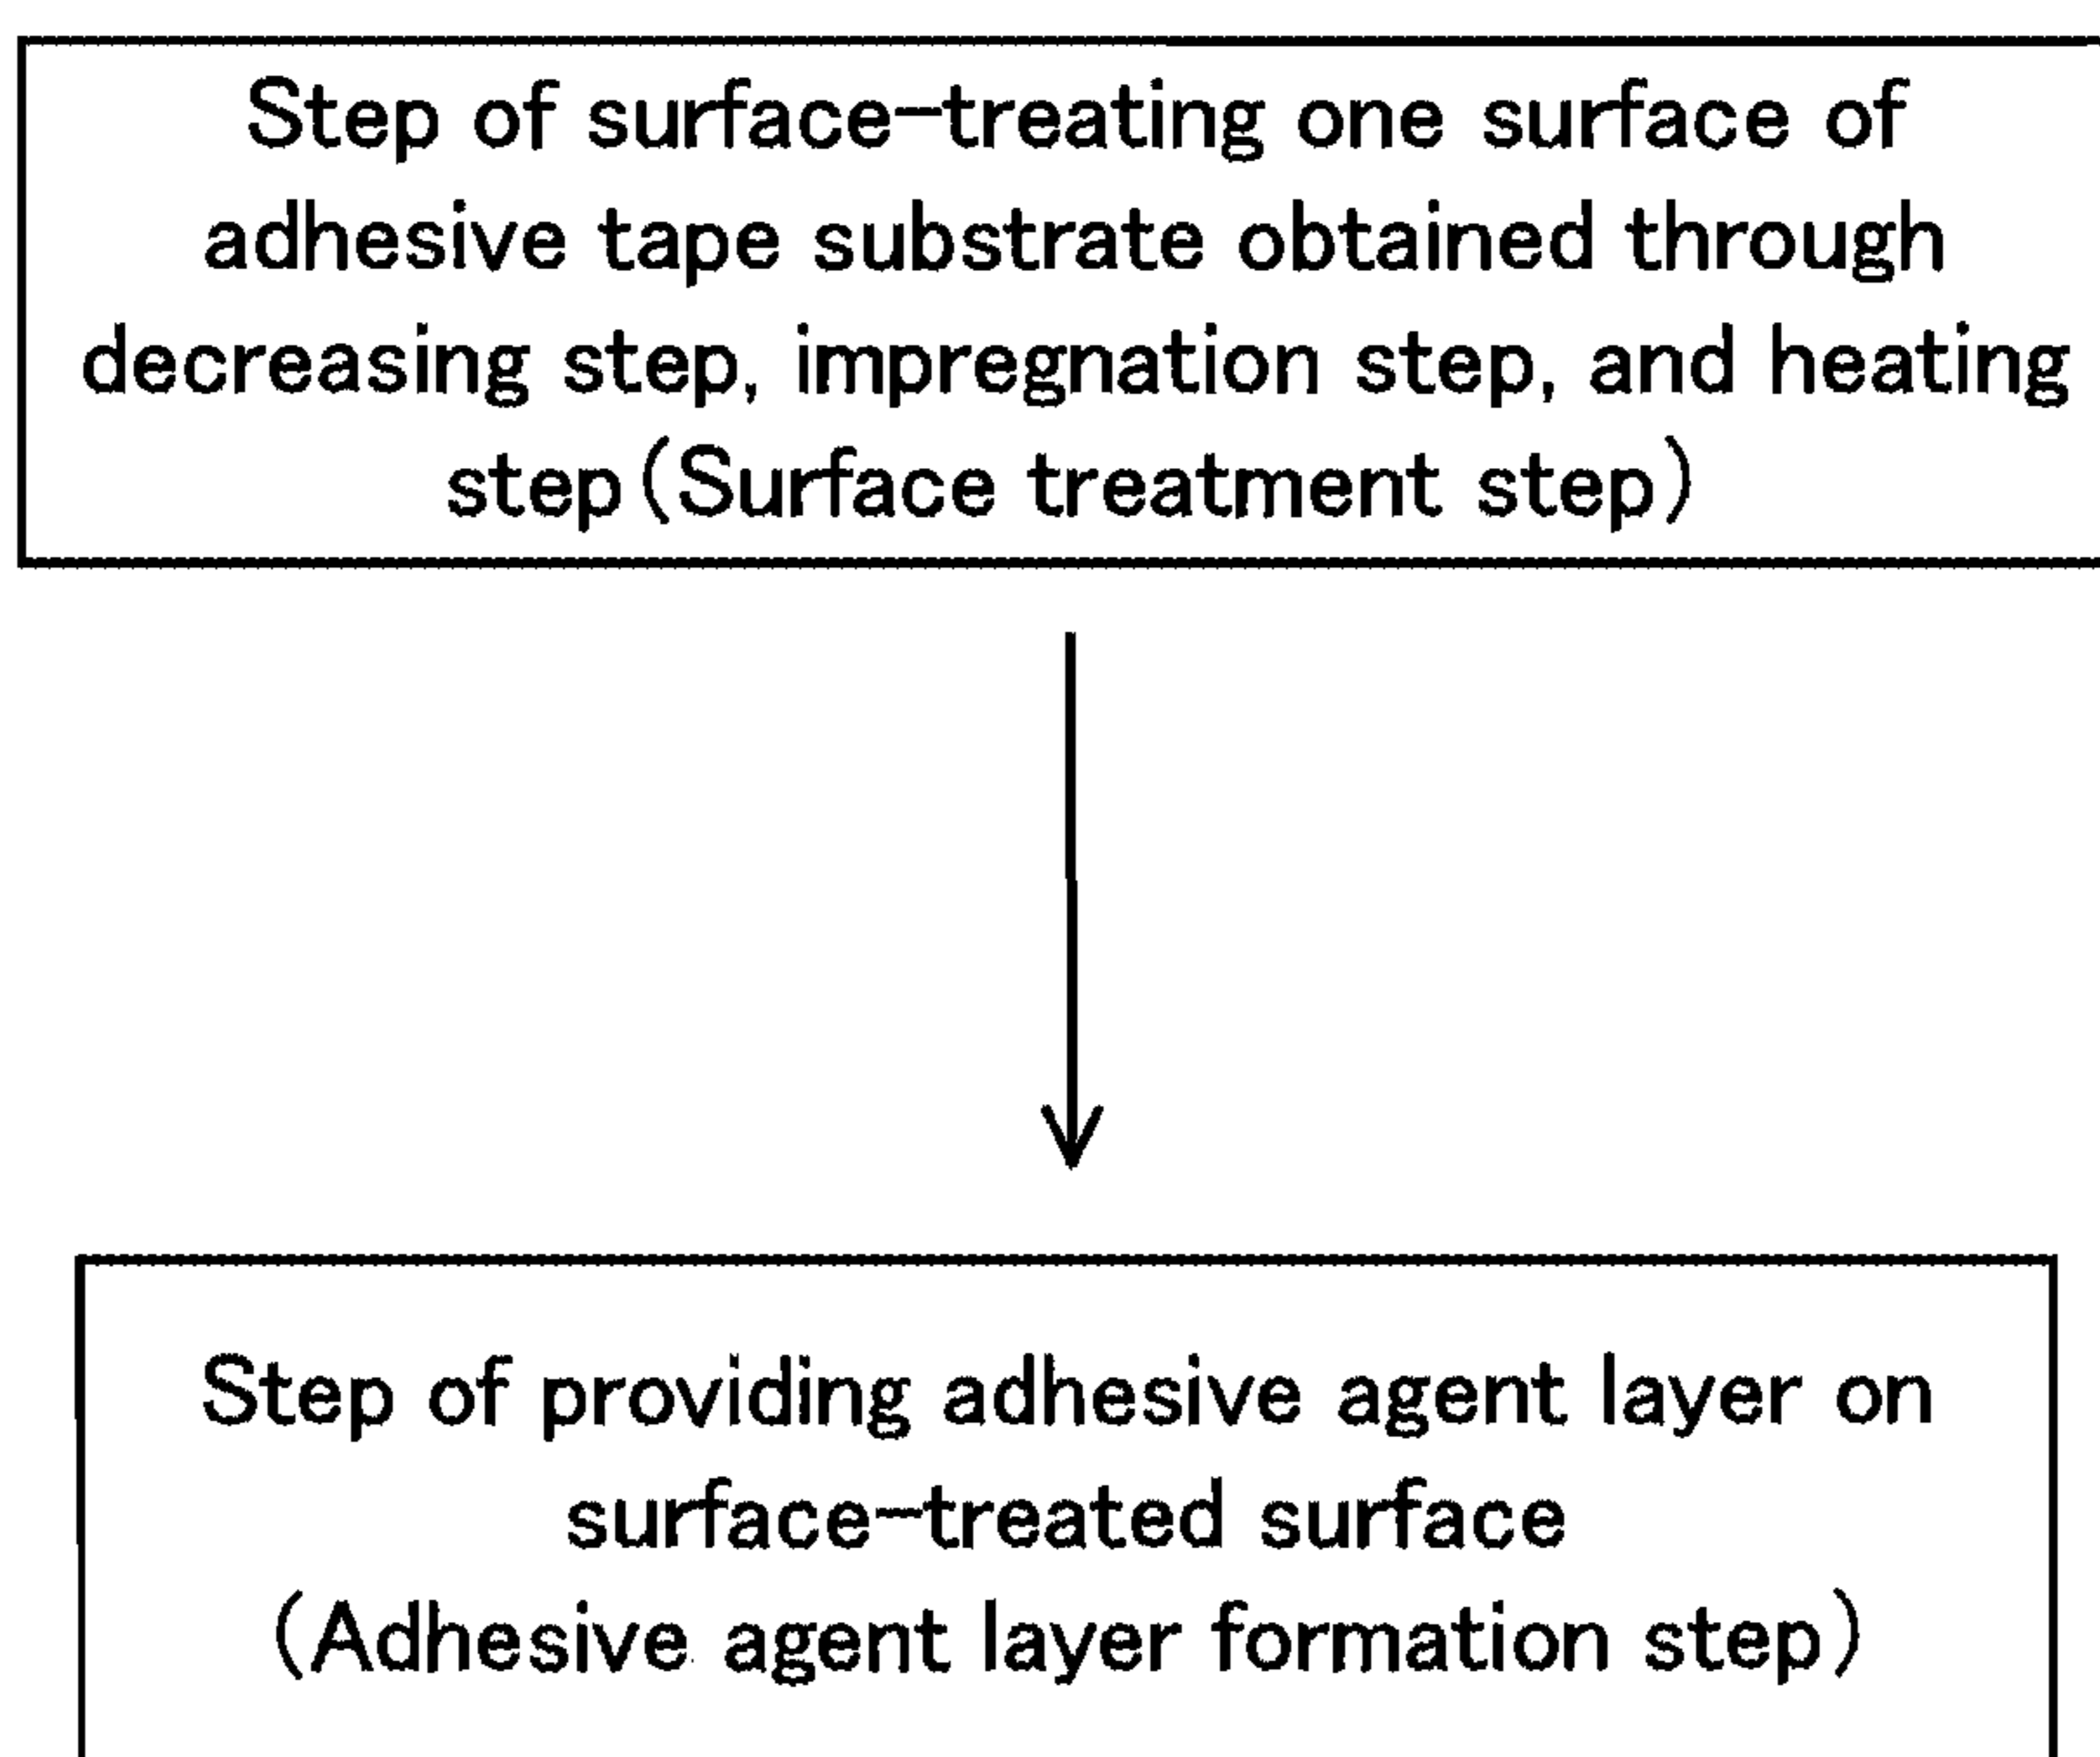 Step of surface-treating one surface of
adhesive tape substrate obtained through
decreasing step, impregnation step, and heating
step(Surface treatment step)
Step of providing adhesive agent layer on
surface-treated surface
(Adhesive agent layer formation step)